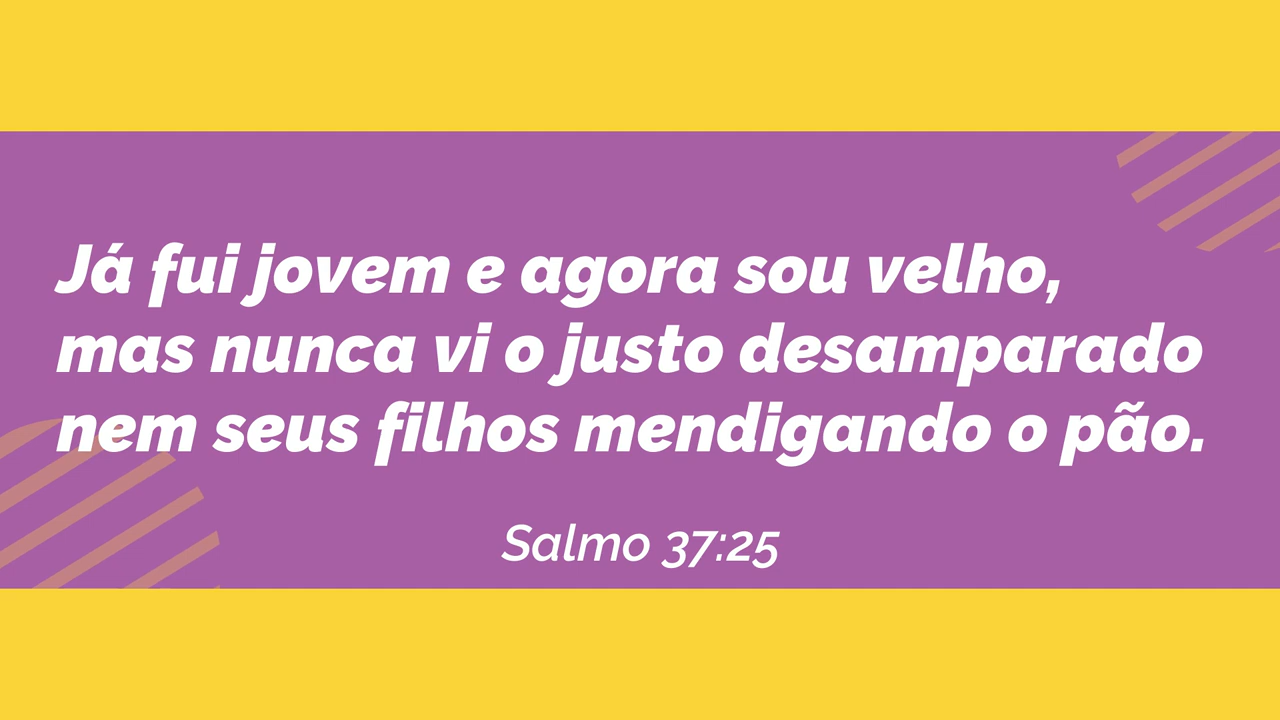 Já fui jovem e agora sou velho,
mas nunca vi o justo desamparado
nem seus filhos mendigando o pão.
Salmo 37:25